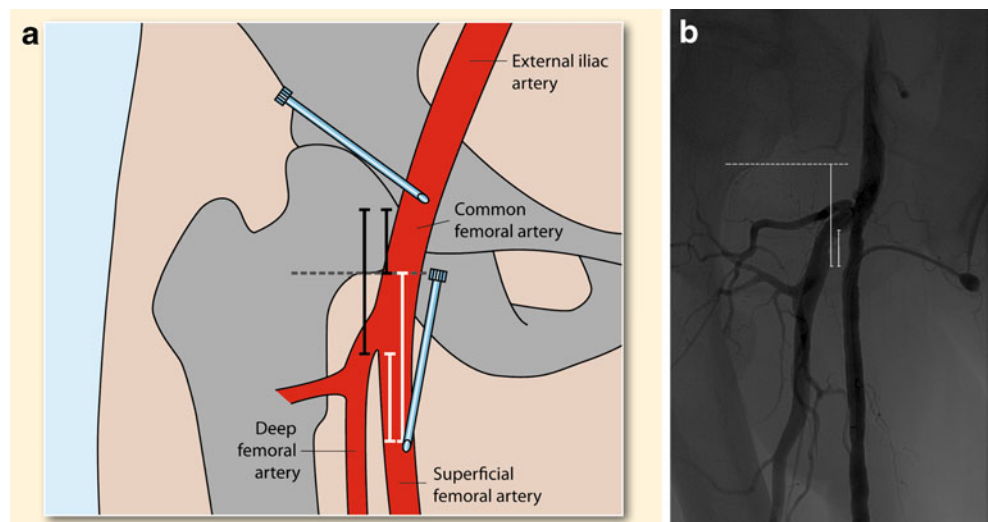 a
External iliac
artery
Common
femoral artery
Deep
femoral
artery
Superficial
femoral artery
b